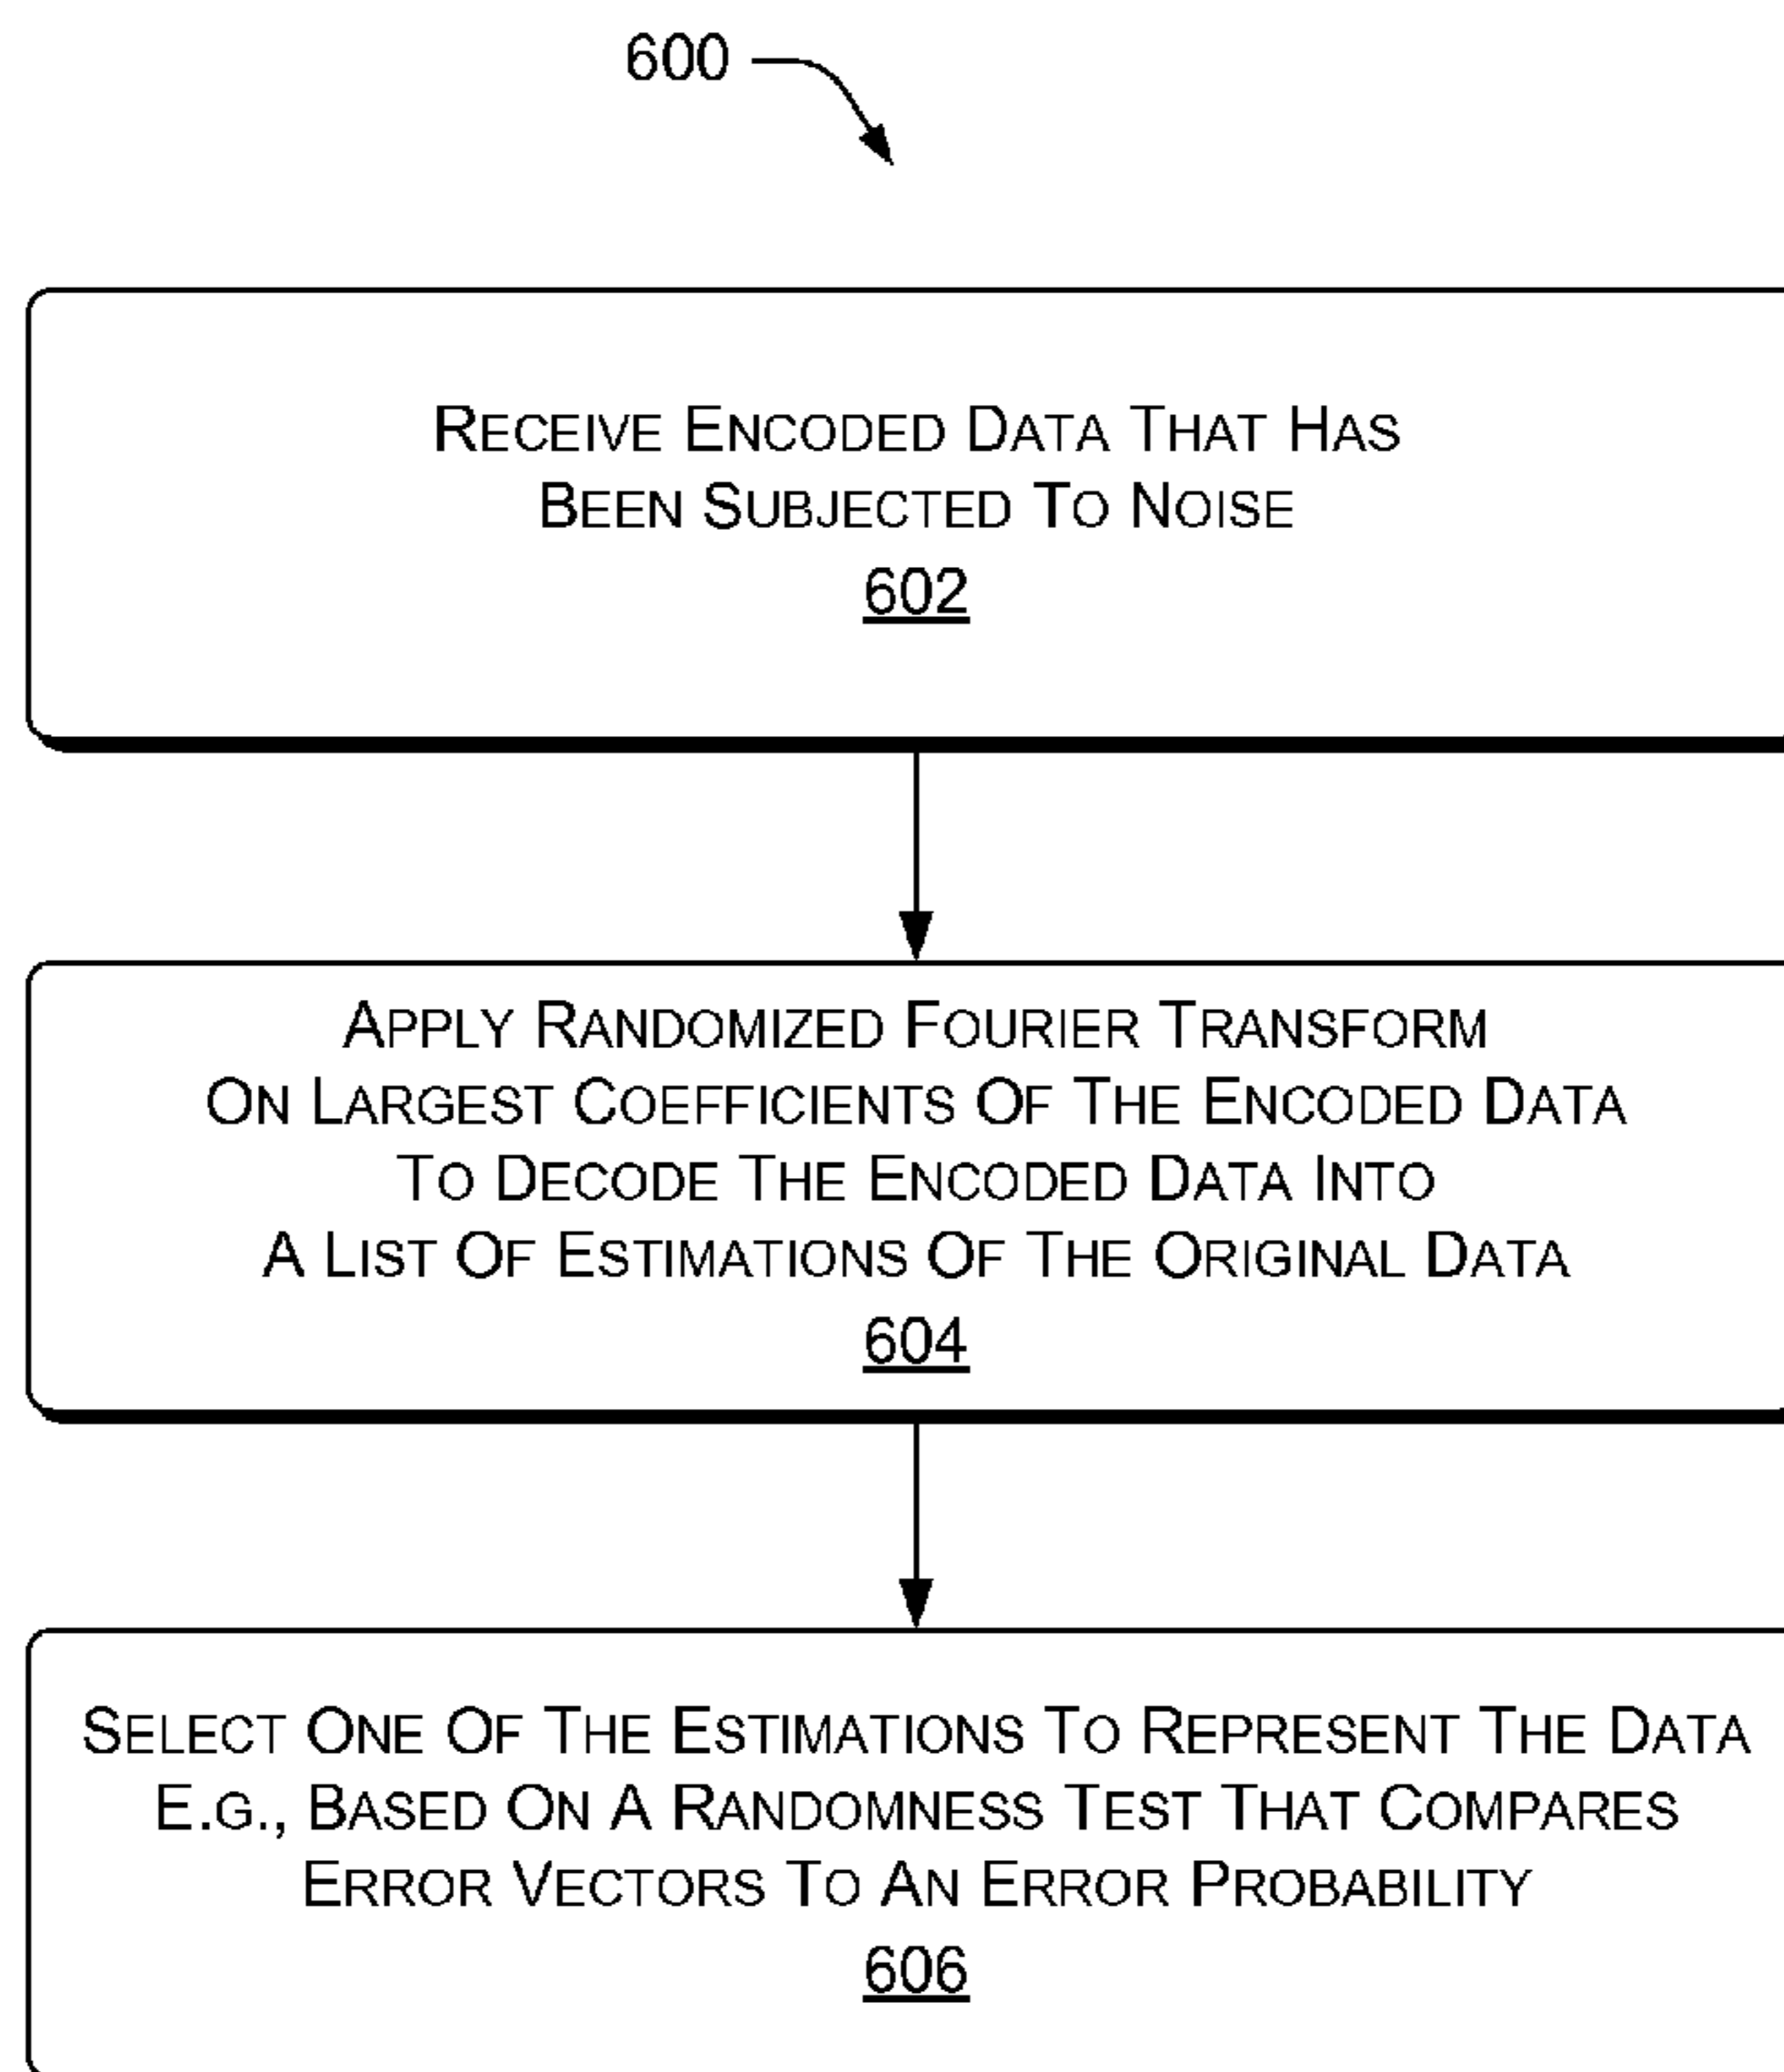 600
Receive Encoded Data That Has
Been Subjected To Noise
602
Apply Randomized Fourier Transform
On Largest Coefficients Of The Encoded Data
To Decode The Encoded Data Into
A List Of Estimations Of The Original Data
604
Select One Of The Estimations To Represent The Data
E.g., Based On A Randomness Test That Compares
Error Vectors To An Error Probability
606